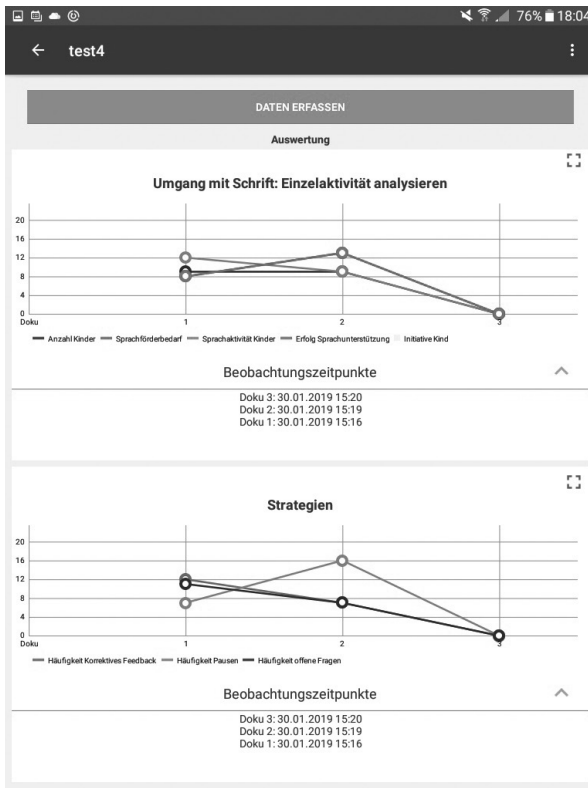 76% 18:04
test4
DATEN ERFASSEN
Auswertung
Umgang mit Schrift: Einzelaktivität analysieren
20
16
12
8
4
0
Doku 1 2 3
Anzahl Kinder Sprachförderbedarf Sprachaktivität Kinder Erfolg Sprachunterstützung Initiative Kind
Beobachtungszeitpunkte
Doku 3: 30.01.2019 15:20
Doku 2: 30.01.2019 15:19
Doku 1: 30.01.2019 15:16
Strategien
20
16
12
8
4
0
Doku 1 2 3
Häufigkeit Korrektives Feedback Häufigkeit Pausen Häufigkeit offene Fragen
Beobachtungszeitpunkte
Doku 3: 30.01.2019 15:20
Doku 2: 30.01.2019 15:19
Doku 1: 30.01.2019 15:16